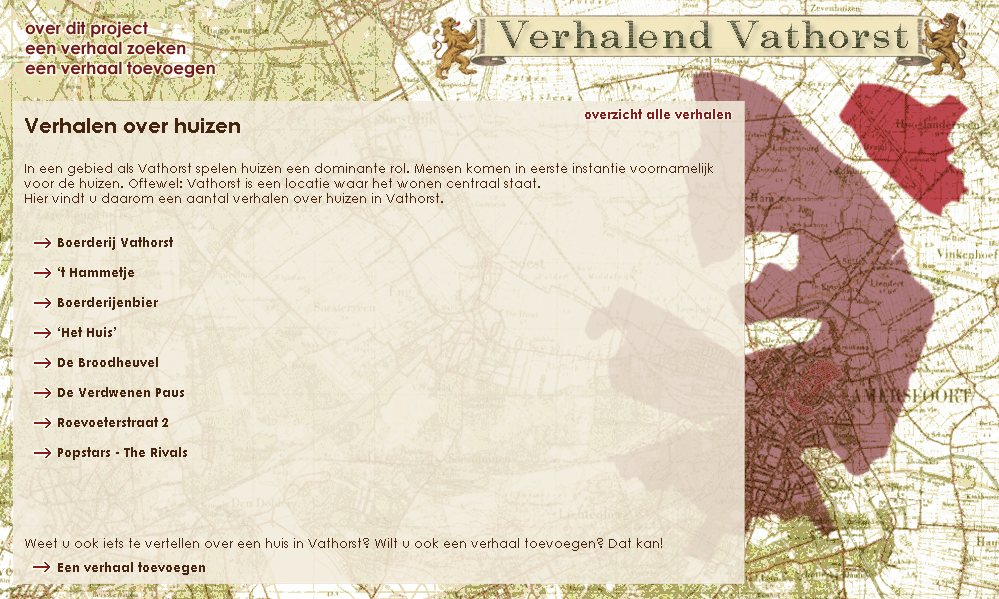 over dit project
een verhaal zoeken
een verhaal toevoegen
Verhalend Vathorst
overzicht alle verhalen
Verhalen over huizen
In een gebied als Vathorst spelen huizen een dominante rol. Mensen komen in eerste instantie voornamelijk
voor de huizen. Oftewel: Vathorst is een locatie waar het wonen centraal staat.
Hier vindt u daarom een aantal verhalen over huizen in Vathorst.
Boerderij Vathorst
‘t Hammetje
Boerderijenbier
‘Het Huis’
De Broodheuvel
De Verdwenen Paus
Roevoeterstraat 2
Popstars - The Rivals
Weet u ook iets te vertellen over een huis in Vathorst? Wilt u ook een verhaal toevoegen? Dat kan!
Een verhaal toevoegen
Zevenhuizen
Hooglanderveen
Vinkenhoef
Liendert
AMERSFOORT